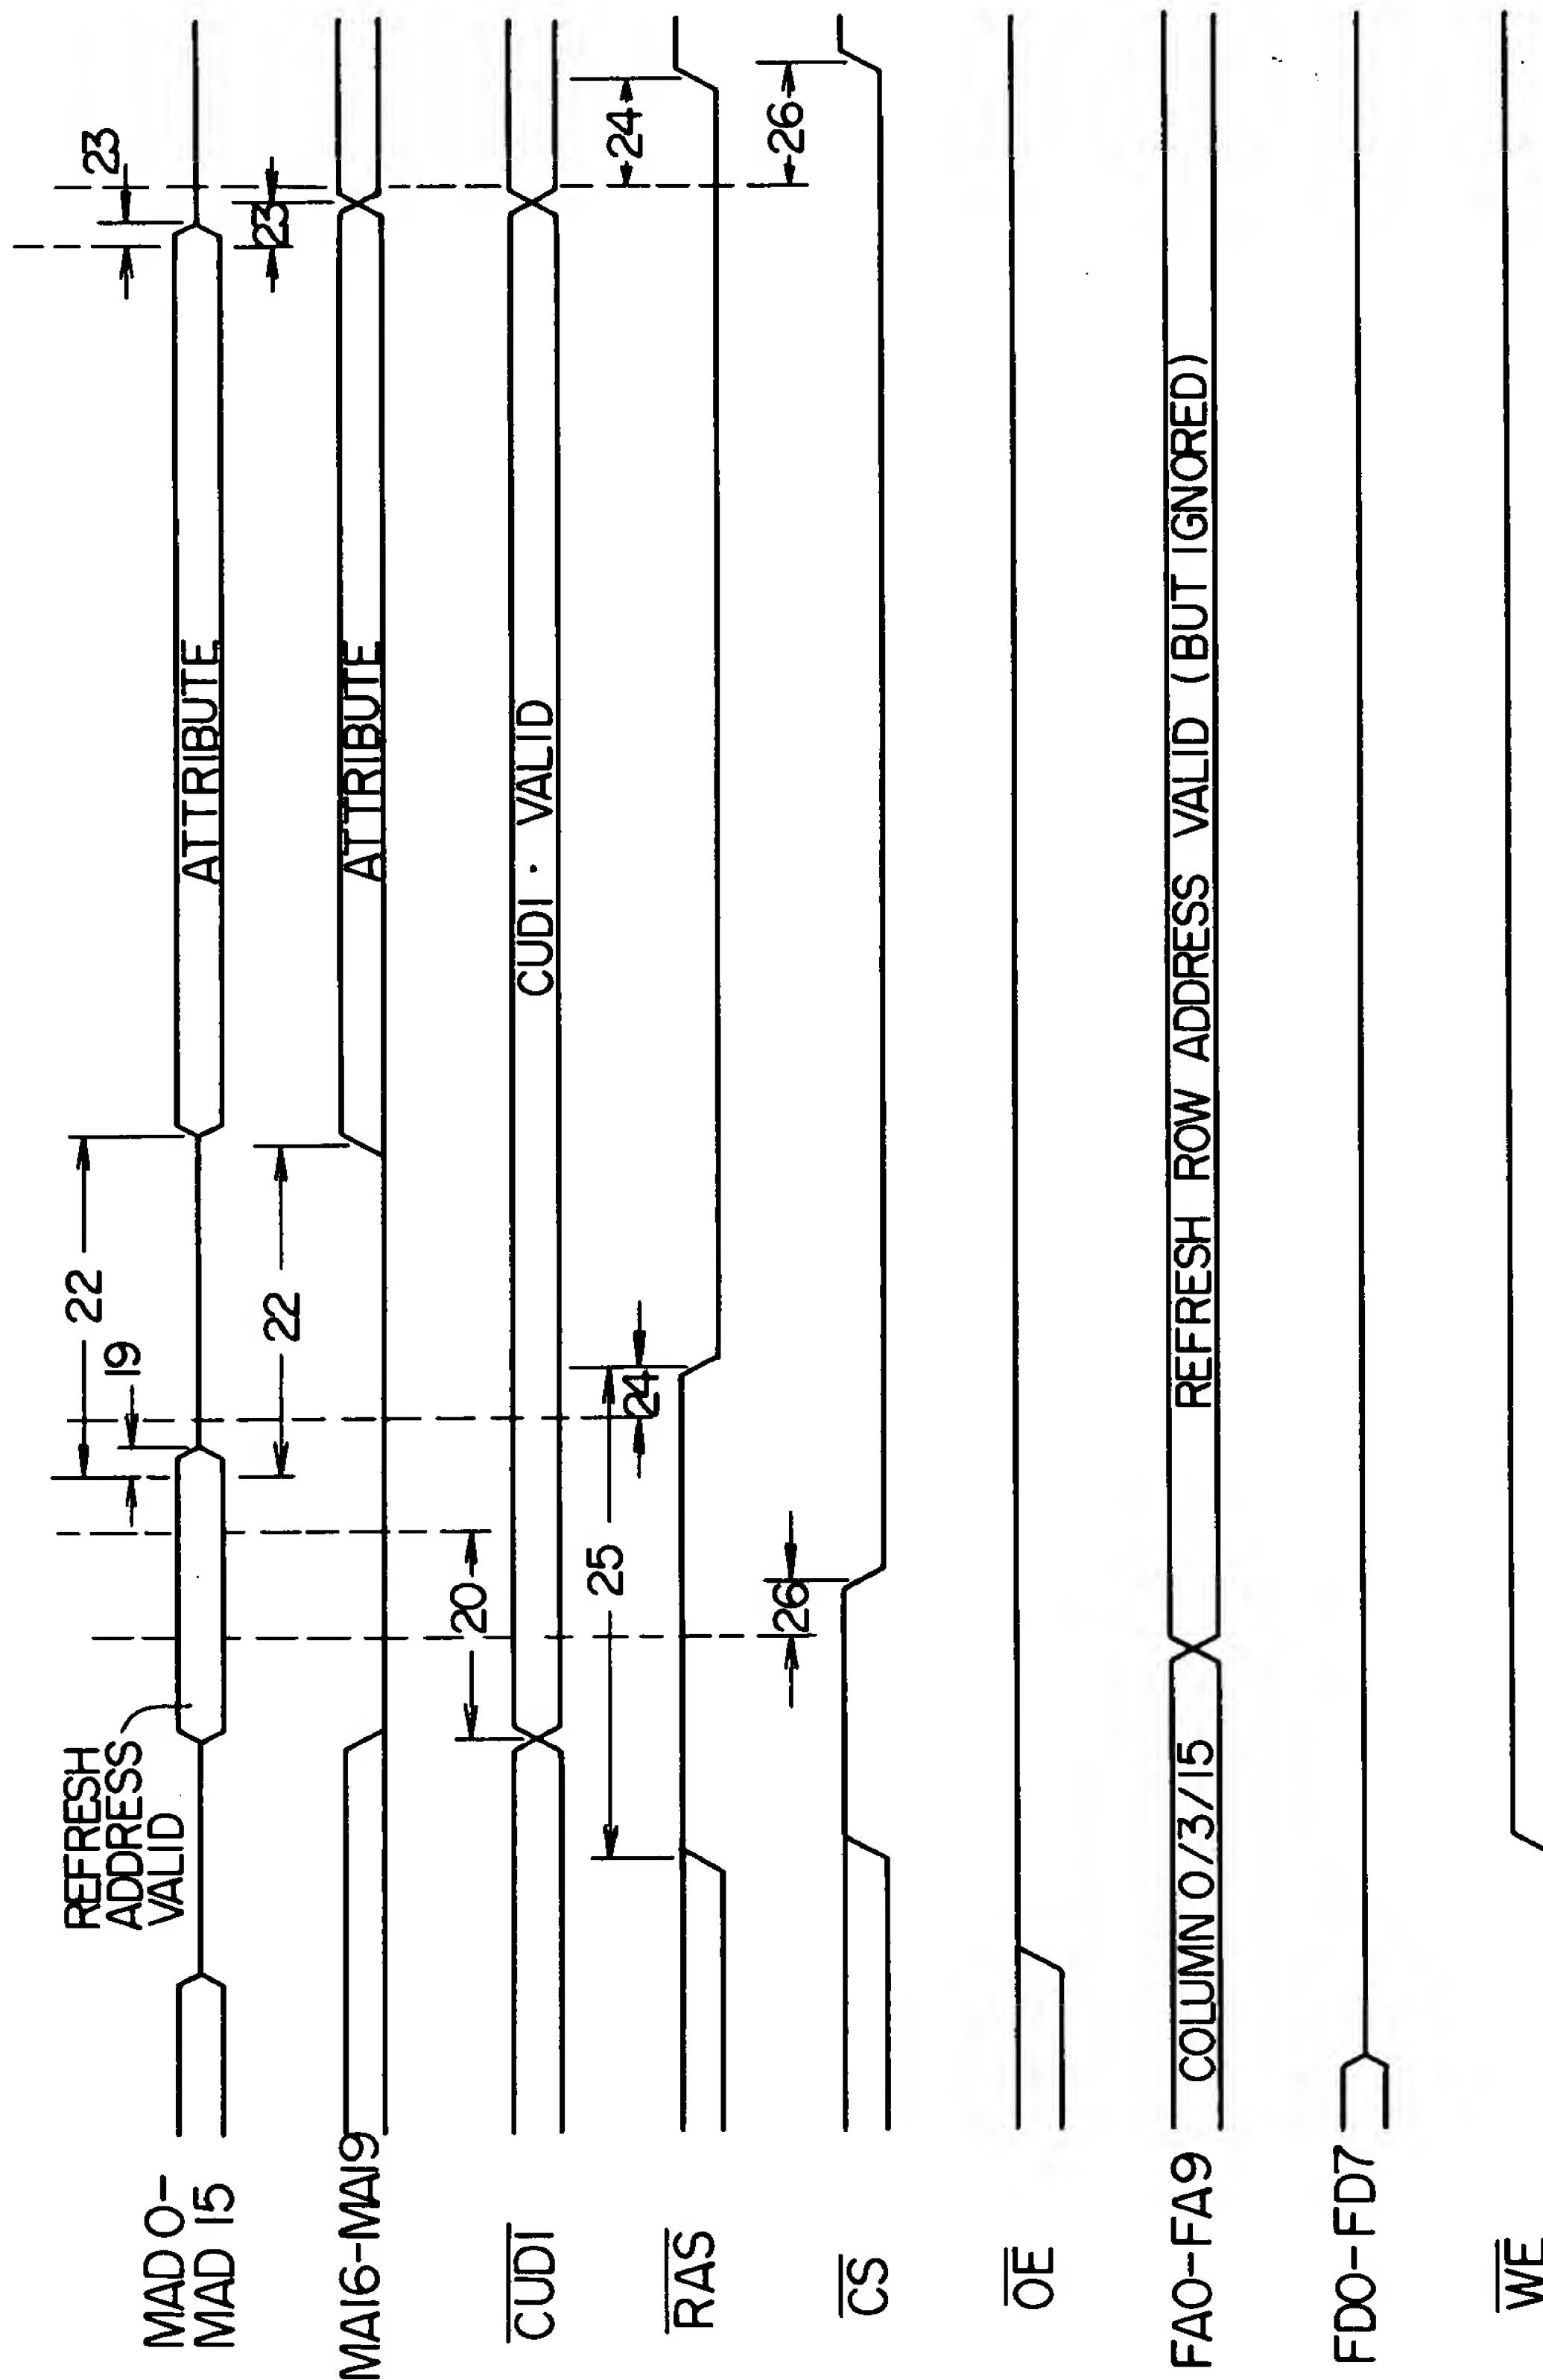 MAD 0-
MAD 15
REFRESH
ADDRESS
VALID
19
22
ATTRIBUTE
23
MA16-MA19
22
ATTRIBUTE
23
CUDI
20
CUDI · VALID
RAS
25
24
24
CS
26
26
OE
FA0-FA9
COLUMN 0/3/15
REFRESH ROW ADDRESS VALID (BUT IGNORED)
FD0-FD7
WE